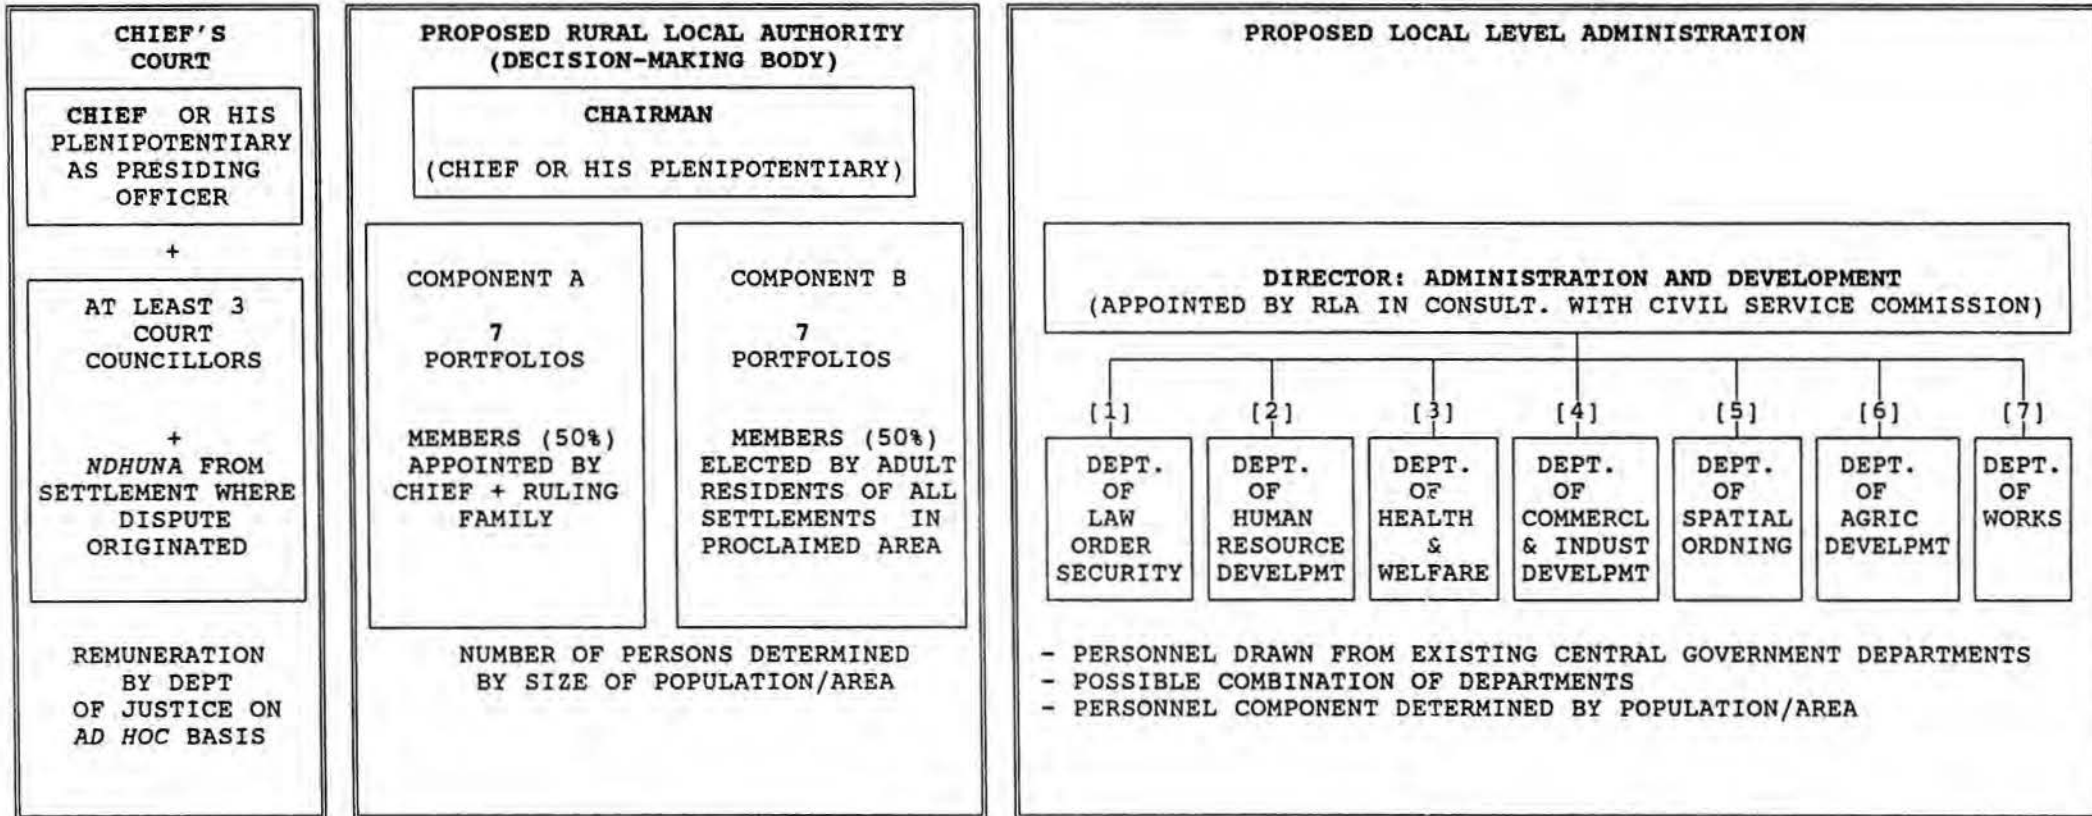 CHIEF'S
COURT
CHIEF OR HIS
PLENIPOTENTIARY
AS PRESIDING
OFFICER
+
AT LEAST 3
COURT
COUNCILLORS
+
NDHUNA FROM
SETTLEMENT WHERE
DISPUTE
ORIGINATED
REMUNERATION
BY DEPT
OF JUSTICE ON
AD HOC BASIS
PROPOSED RURAL LOCAL AUTHORITY
(DECISION-MAKING BODY)
CHAIRMAN
(CHIEF OR HIS PLENIPOTENTIARY)
COMPONENT A
7
PORTFOLIOS
MEMBERS (50%)
APPOINTED BY
CHIEF + RULING
FAMILY
COMPONENT B
7
PORTFOLIOS
MEMBERS (50%)
ELECTED BY ADULT
RESIDENTS OF ALL
SETTLEMENTS IN
PROCLAIMED AREA
NUMBER OF PERSONS DETERMINED
BY SIZE OF POPULATION/AREA
PROPOSED LOCAL LEVEL ADMINISTRATION
DIRECTOR: ADMINISTRATION AND DEVELOPMENT
(APPOINTED BY RLA IN CONSULT. WITH CIVIL SERVICE COMMISSION)
[1]
DEPT.
OF
LAW
ORDER
SECURITY
[2]
DEPT.
OF
HUMAN
RESOURCE
DEVELPMT
[3]
DEPT.
OF
HEALTH
&
WELFARE
[4]
DEPT.
OF
COMMERCL
& INDUST
DEVELPMT
[5]
DEPT.
OF
SPATIAL
ORDNING
[6]
DEPT.
OF
AGRIC
DEVELPMT
[7]
DEPT.
OF
WORKS
- PERSONNEL DRAWN FROM EXISTING CENTRAL GOVERNMENT DEPARTMENTS
- POSSIBLE COMBINATION OF DEPARTMENTS
- PERSONNEL COMPONENT DETERMINED BY POPULATION/AREA